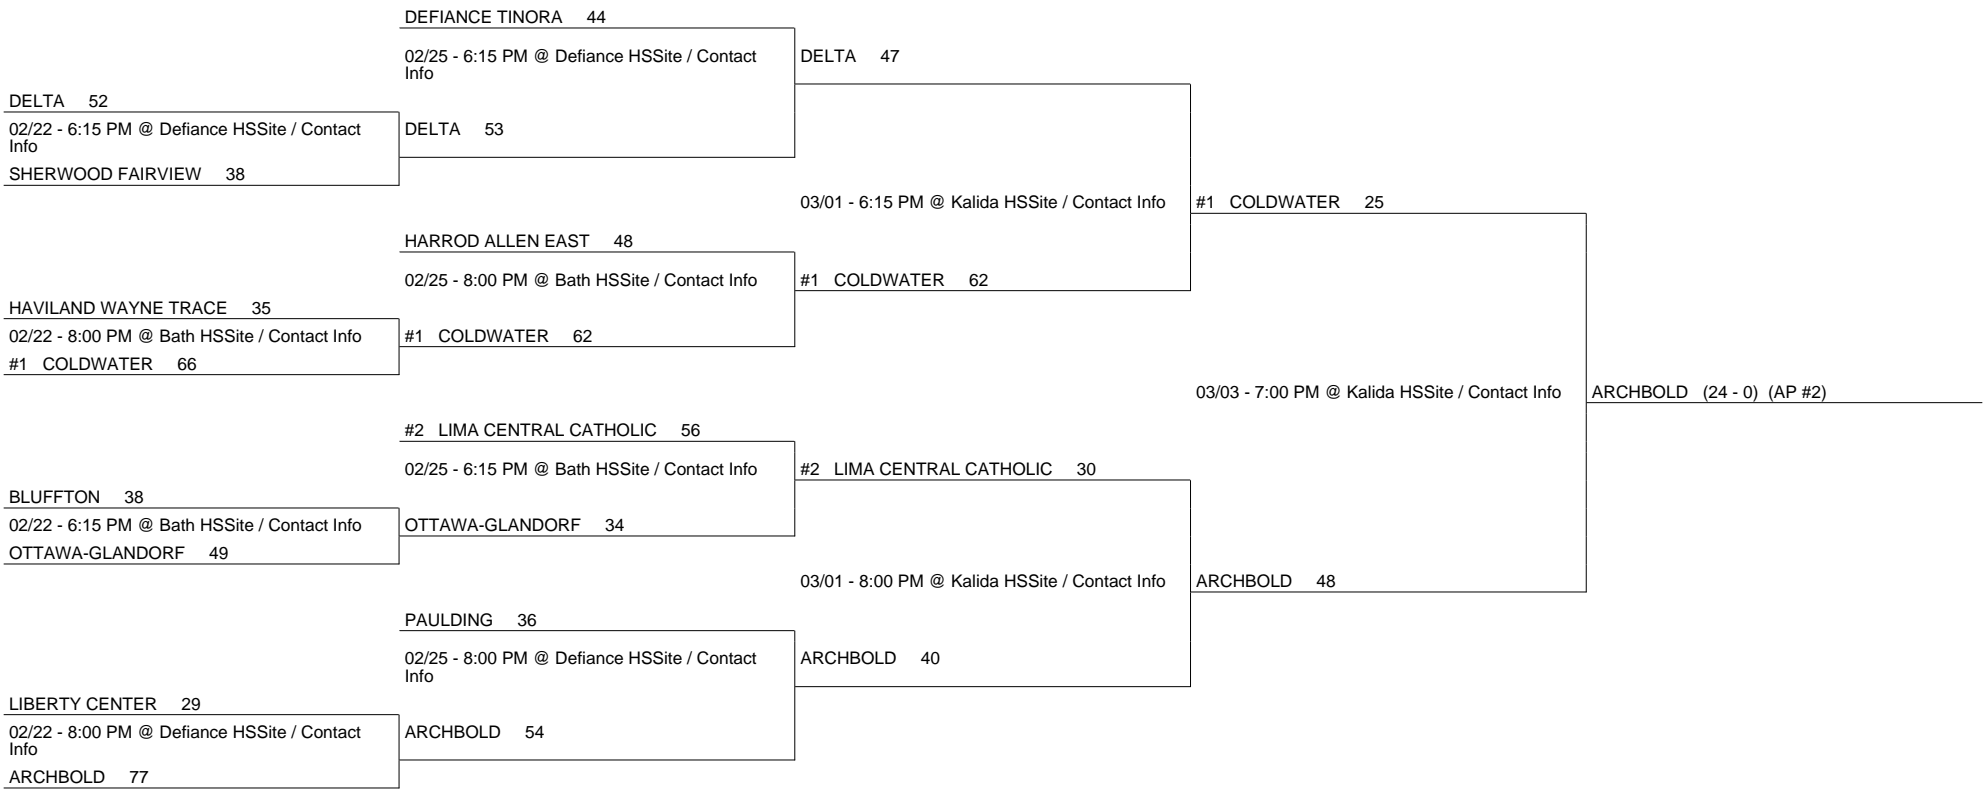 DEFIANCE TINORA 44
02/25 - 6:15 PM @ Defiance HSSite / Contact
Info
DELTA 47
DELTA 52
02/22 - 6:15 PM @ Defiance HSSite / Contact
Info
DELTA 53
SHERWOOD FAIRVIEW 38
03/01 - 6:15 PM @ Kalida HSSite / Contact Info
#1 COLDWATER 25
HARROD ALLEN EAST 48
02/25 - 8:00 PM @ Bath HSSite / Contact Info
#1 COLDWATER 62
HAVILAND WAYNE TRACE 35
02/22 - 8:00 PM @ Bath HSSite / Contact Info
#1 COLDWATER 62
#1 COLDWATER 66
03/03 - 7:00 PM @ Kalida HSSite / Contact Info
ARCHBOLD (24 - 0) (AP #2)
#2 LIMA CENTRAL CATHOLIC 56
02/25 - 6:15 PM @ Bath HSSite / Contact Info
#2 LIMA CENTRAL CATHOLIC 30
BLUFFTON 38
02/22 - 6:15 PM @ Bath HSSite / Contact Info
OTTAWA-GLANDORF 34
OTTAWA-GLANDORF 49
03/01 - 8:00 PM @ Kalida HSSite / Contact Info
ARCHBOLD 48
PAULDING 36
02/25 - 8:00 PM @ Defiance HSSite / Contact
Info
ARCHBOLD 40
LIBERTY CENTER 29
02/22 - 8:00 PM @ Defiance HSSite / Contact
Info
ARCHBOLD 54
ARCHBOLD 77